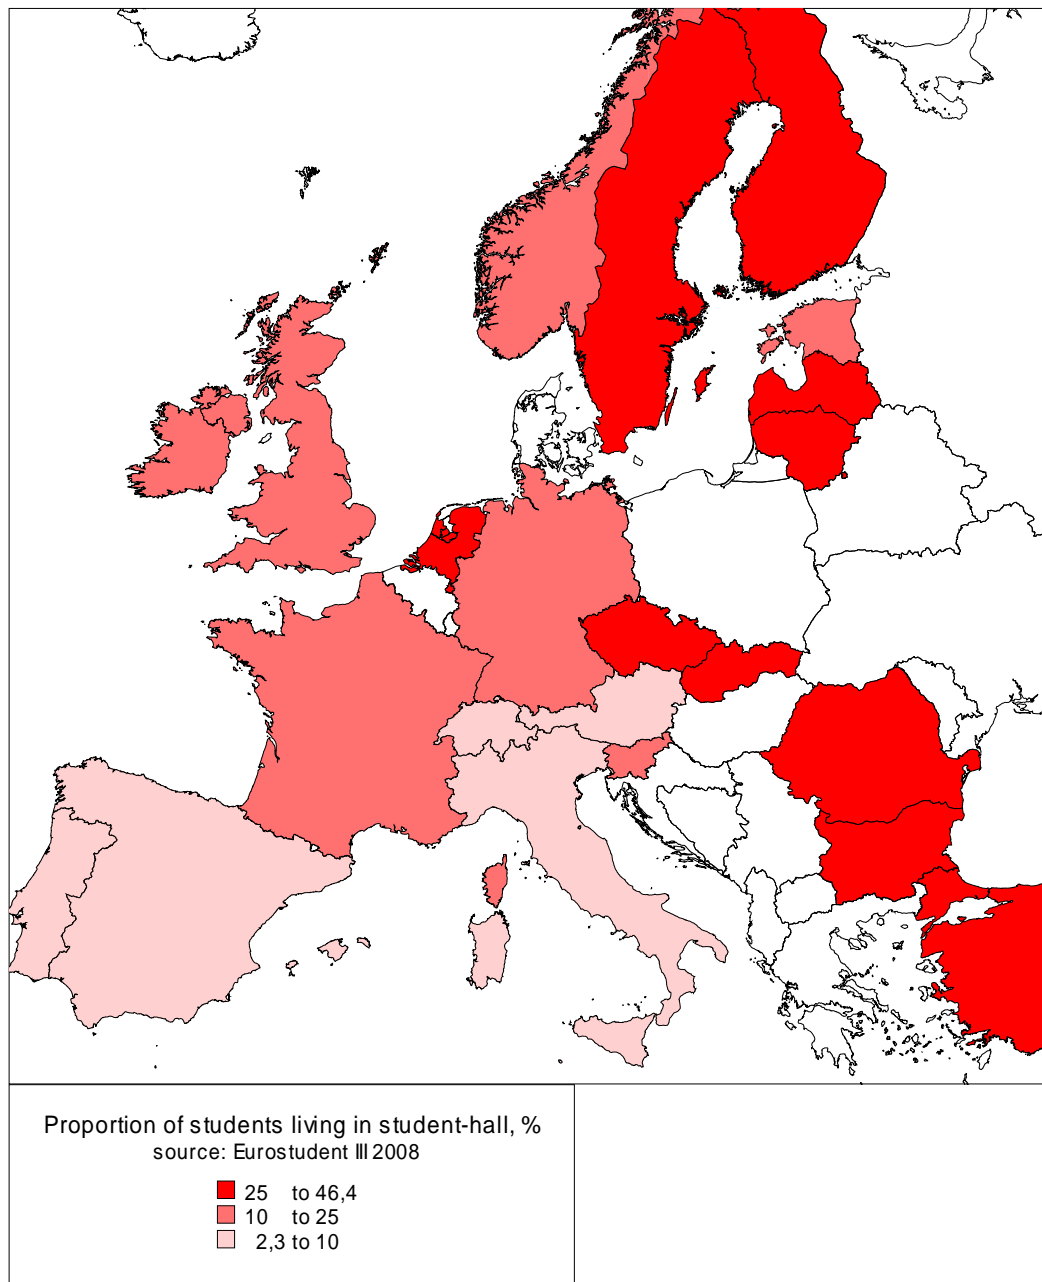 Proportion of students living in student-hall, %
source: Eurostudent III 2008
25 to 46,4
10 to 25
2,3 to 10